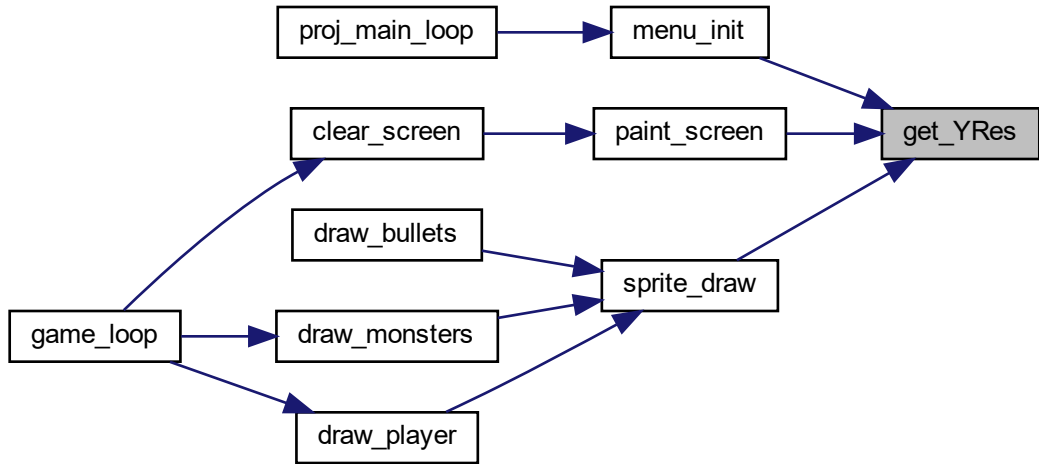 proj_main_loop
menu_init
clear_screen
paint_screen
get_YRes
draw_bullets
sprite_draw
game_loop
draw_monsters
draw_player